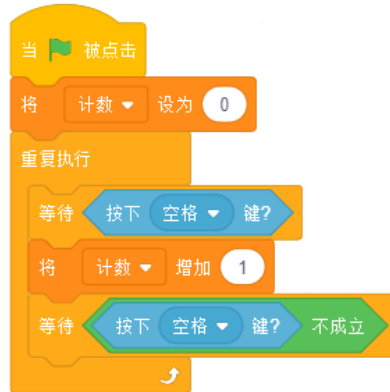 当 被点击
将 计数 设为 0
重复执行
等待 按下 空格 键?
将 计数 增加 1
等待 按下 空格 键? 不成立